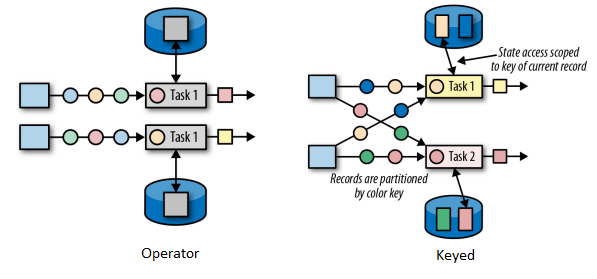 State access scoped
to key of current record
Task 1
Task 1
Task 1
Task 2
Records are partitioned
by color key
Operator
Keyed